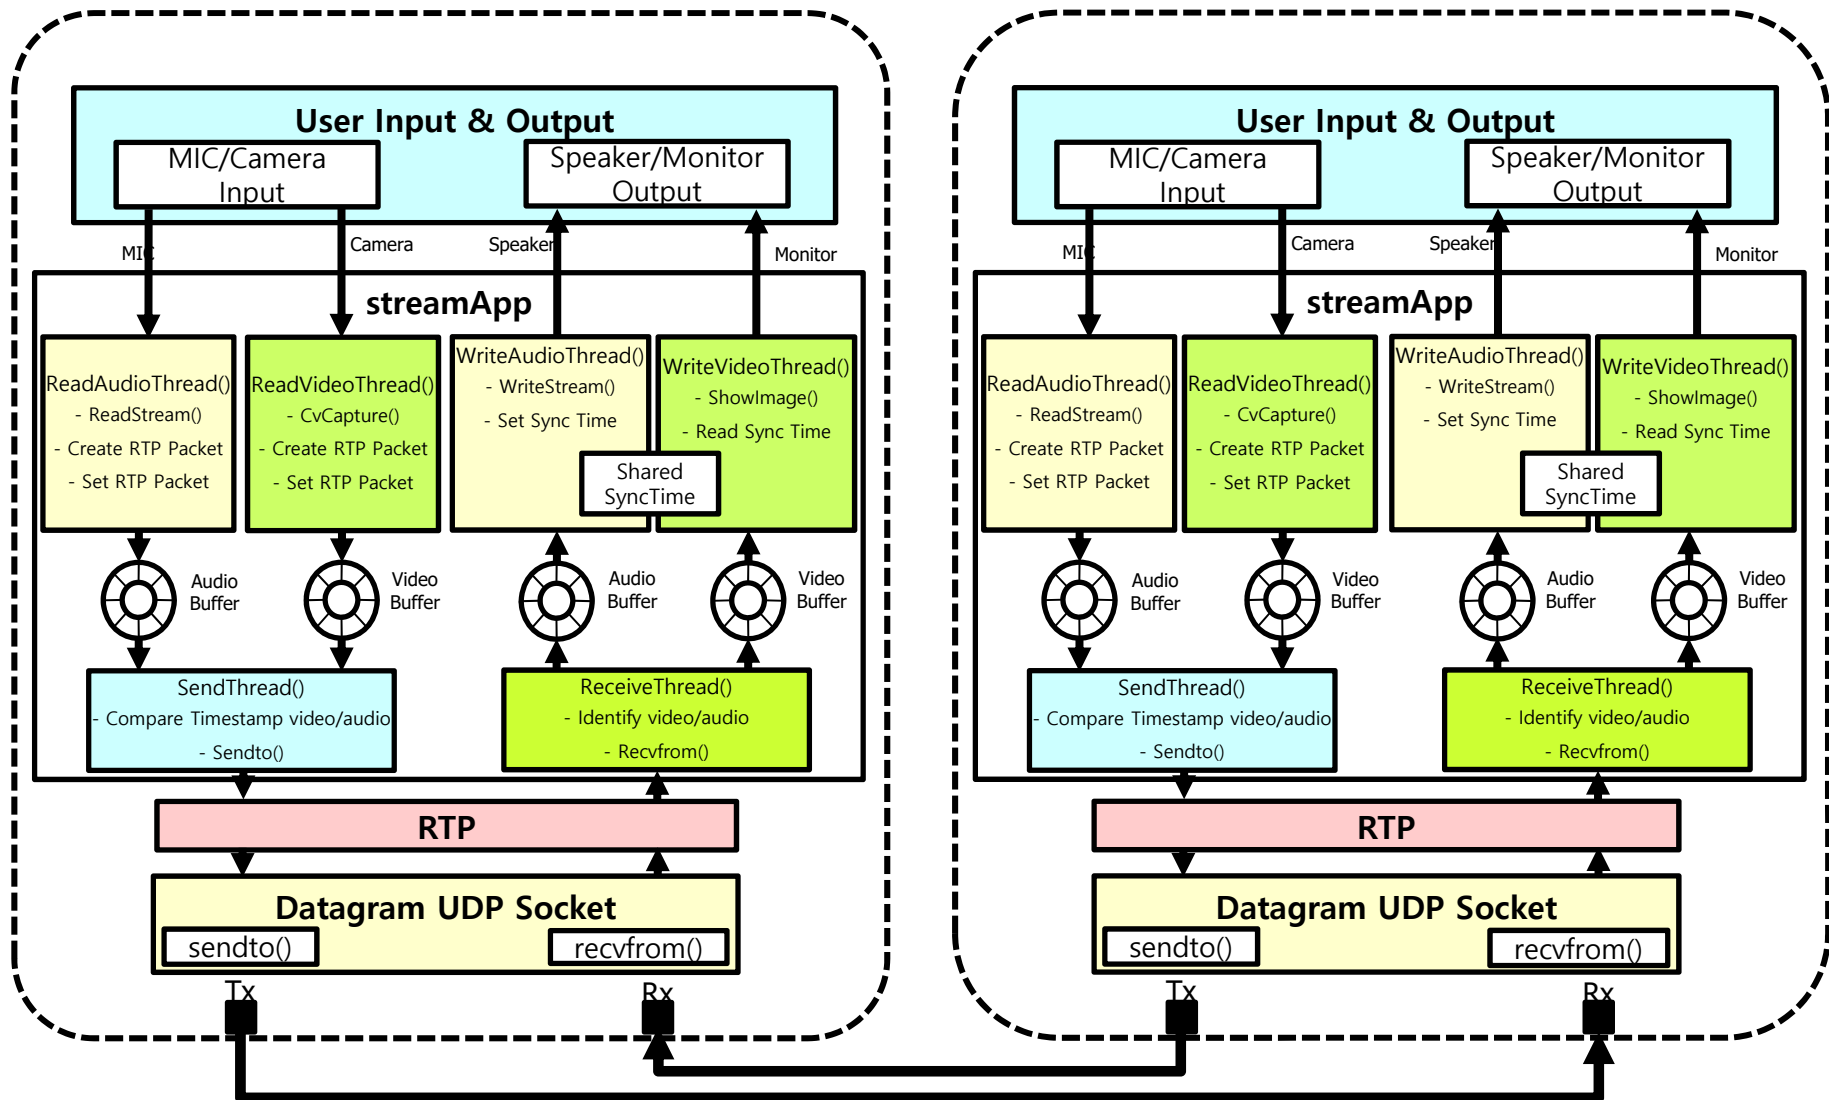 User Input & Output
MIC/Camera
Input
Speaker/Monitor
Output
MIC
Camera
Speaker
Monitor
streamApp
ReadAudioThread()
- ReadStream()
- Create RTP Packet
- Set RTP Packet
ReadVideoThread()
- CvCapture()
- Create RTP Packet
- Set RTP Packet
WriteAudioThread()
- WriteStream()
- Set Sync Time
WriteVideoThread()
- ShowImage()
- Read Sync Time
Shared
SyncTime
Audio
Buffer
Video
Buffer
Audio
Buffer
Video
Buffer
SendThread()
- Compare Timestamp video/audio
- Sendto()
ReceiveThread()
- Identify video/audio
- Recvfrom()
RTP
Datagram UDP Socket
sendto()
recvfrom()
Tx
Rx
User Input & Output
MIC/Camera
Input
Speaker/Monitor
Output
MIC
Camera
Speaker
Monitor
streamApp
ReadAudioThread()
- ReadStream()
- Create RTP Packet
- Set RTP Packet
ReadVideoThread()
- CvCapture()
- Create RTP Packet
- Set RTP Packet
WriteAudioThread()
- WriteStream()
- Set Sync Time
WriteVideoThread()
- ShowImage()
- Read Sync Time
Shared
SyncTime
Audio
Buffer
Video
Buffer
Audio
Buffer
Video
Buffer
SendThread()
- Compare Timestamp video/audio
- Sendto()
ReceiveThread()
- Identify video/audio
- Recvfrom()
RTP
Datagram UDP Socket
sendto()
recvfrom()
Tx
Rx